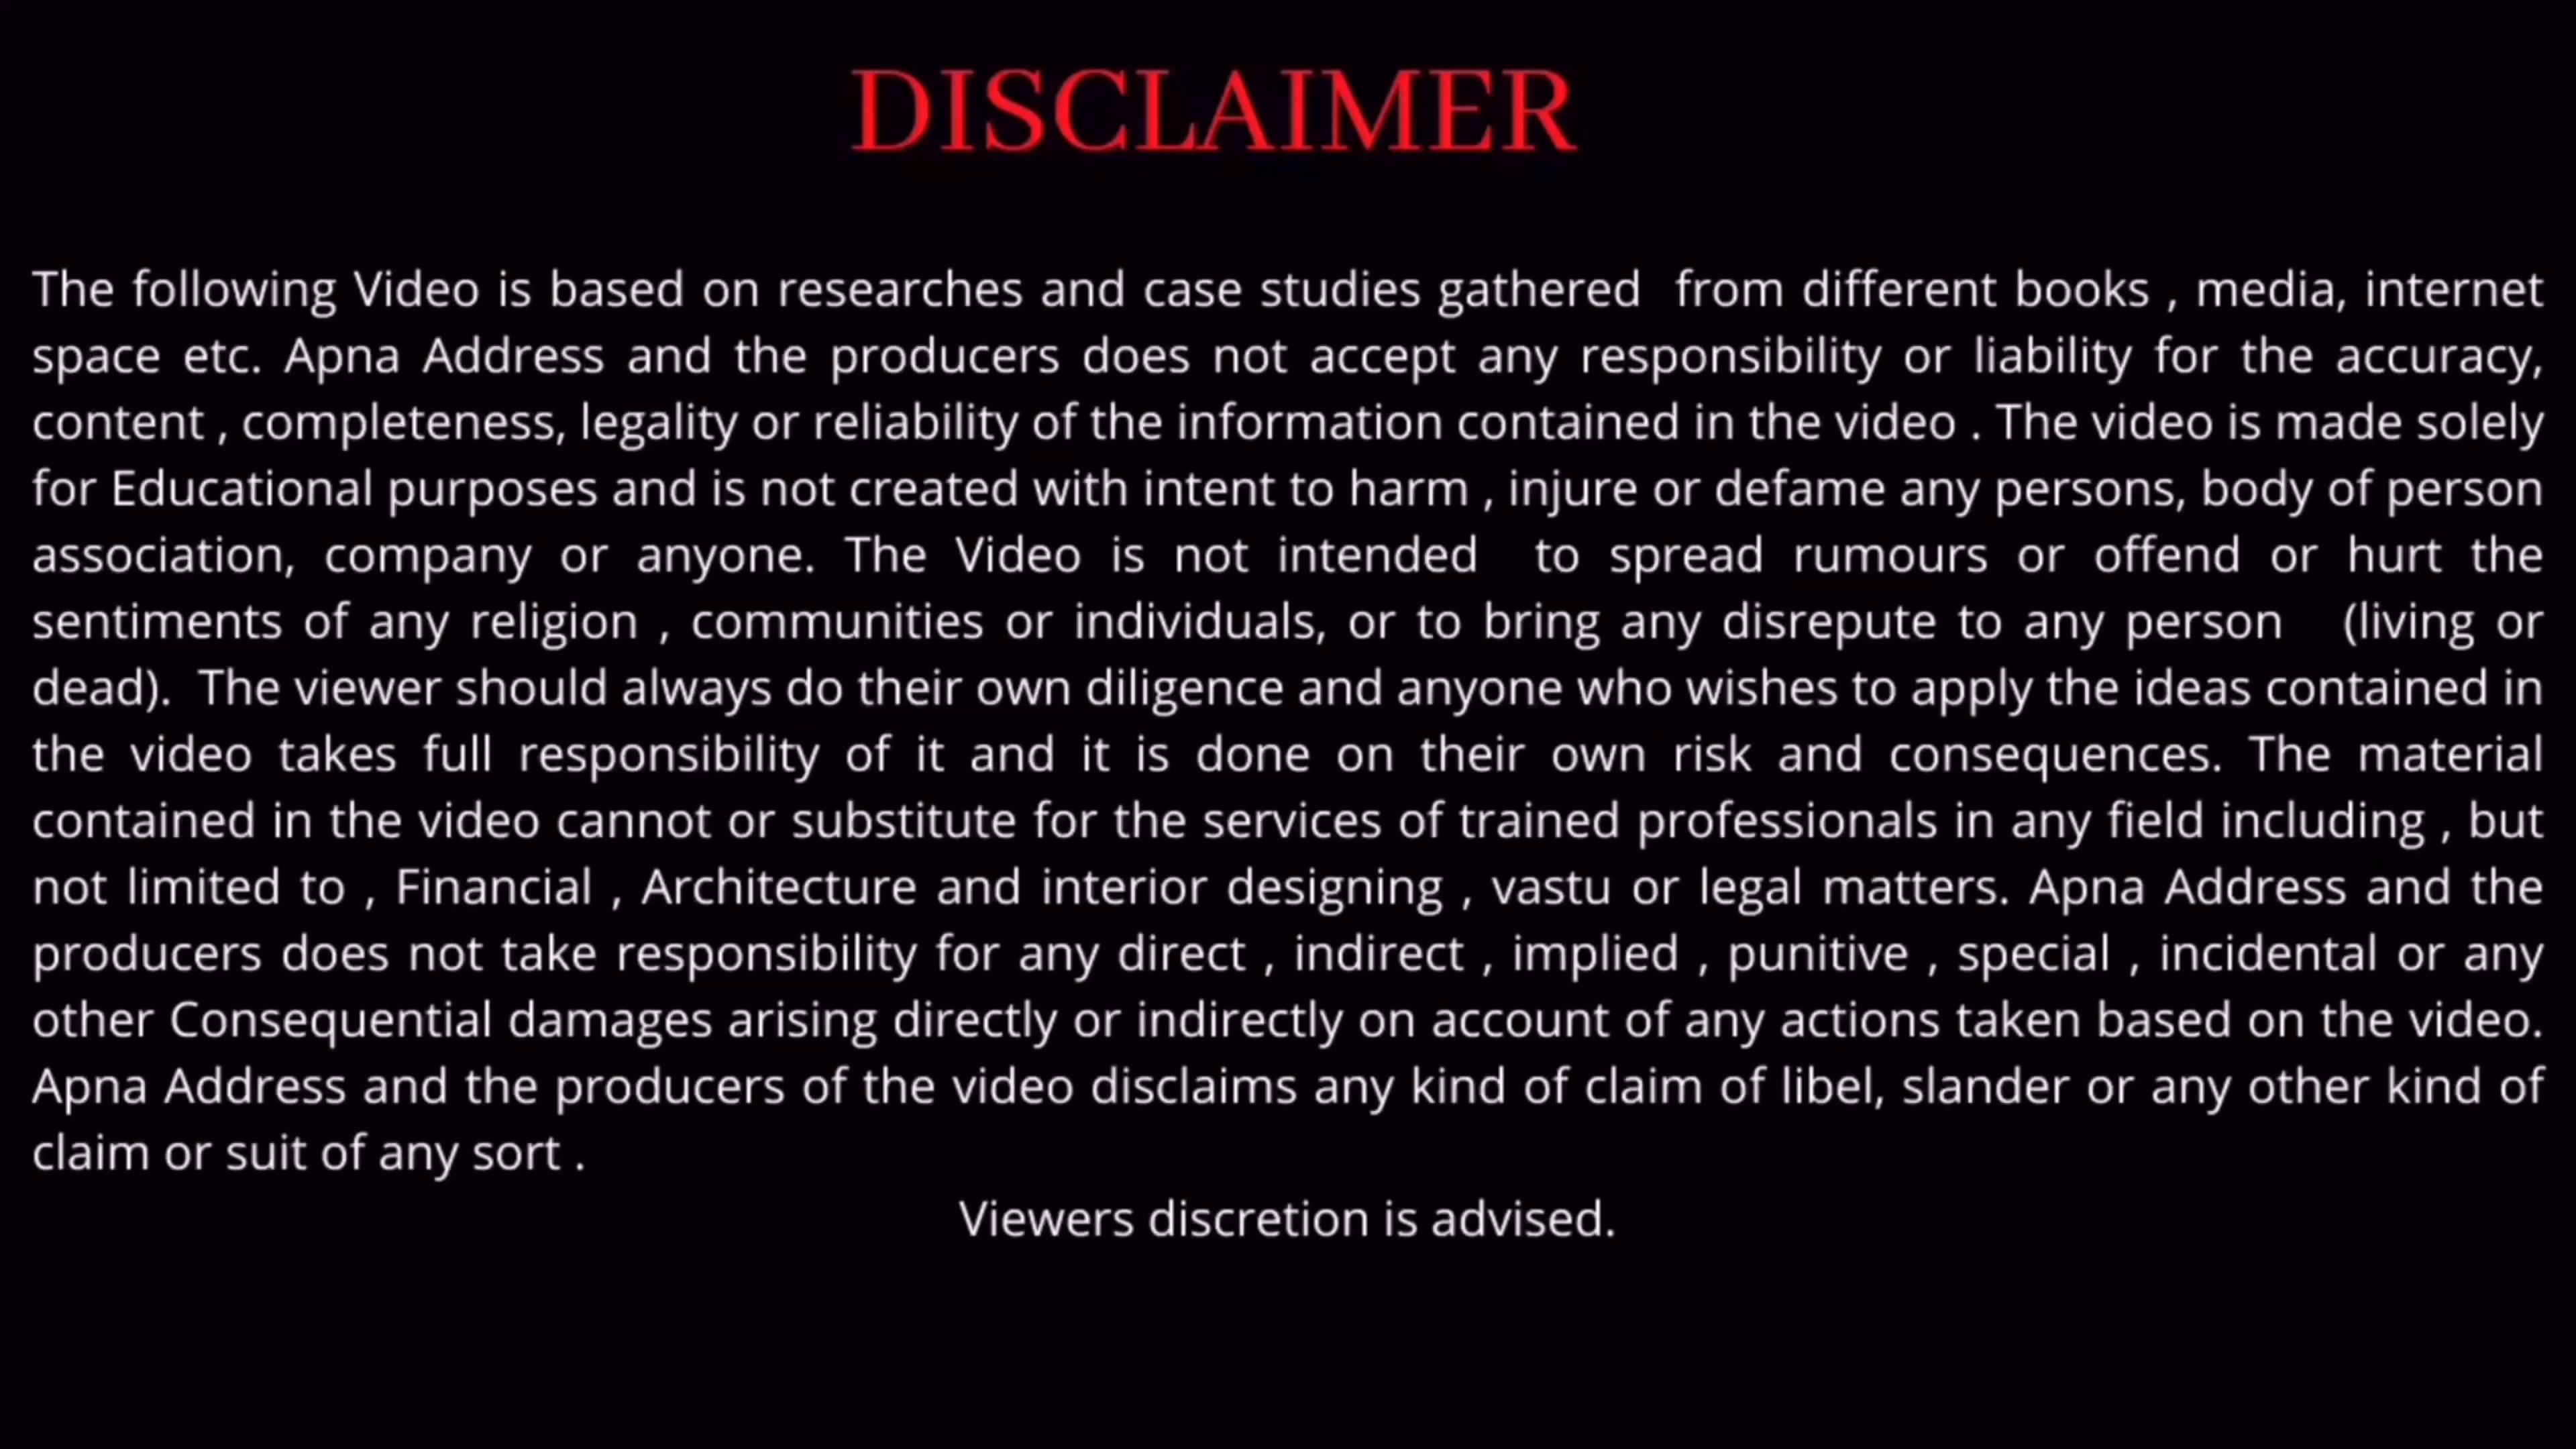 DISCLAIMER
The following Video is based on researches and case studies gathered from different books , media, internet
space etc. Apna Address and the producers does not accept any responsibility or liability for the accuracy,
content , completeness, legality or reliability of the information contained in the video . The video is made solely
for Educational purposes and is not created with intent to harm , injure or defame any persons, body of person
association, company or anyone. The Video is not intended to spread rumours or offend or hurt the
sentiments of any religion , communities or individuals, or to bring any disrepute to any person (living or
dead). The viewer should always do their own diligence and anyone who wishes to apply the ideas contained in
the video takes full responsibility of it and it is done on their own risk and consequences. The material
contained in the video cannot or substitute for the services of trained professionals in any field including , but
not limited to , Financial , Architecture and interior designing , vastu or legal matters. Apna Address and the
producers does not take responsibility for any direct , indirect , implied , punitive , special , incidental or any
other Consequential damages arising directly or indirectly on account of any actions taken based on the video.
Apna Address and the producers of the video disclaims any kind of claim of libel, slander or any other kind of
claim or suit of any sort .
Viewers discretion is advised.